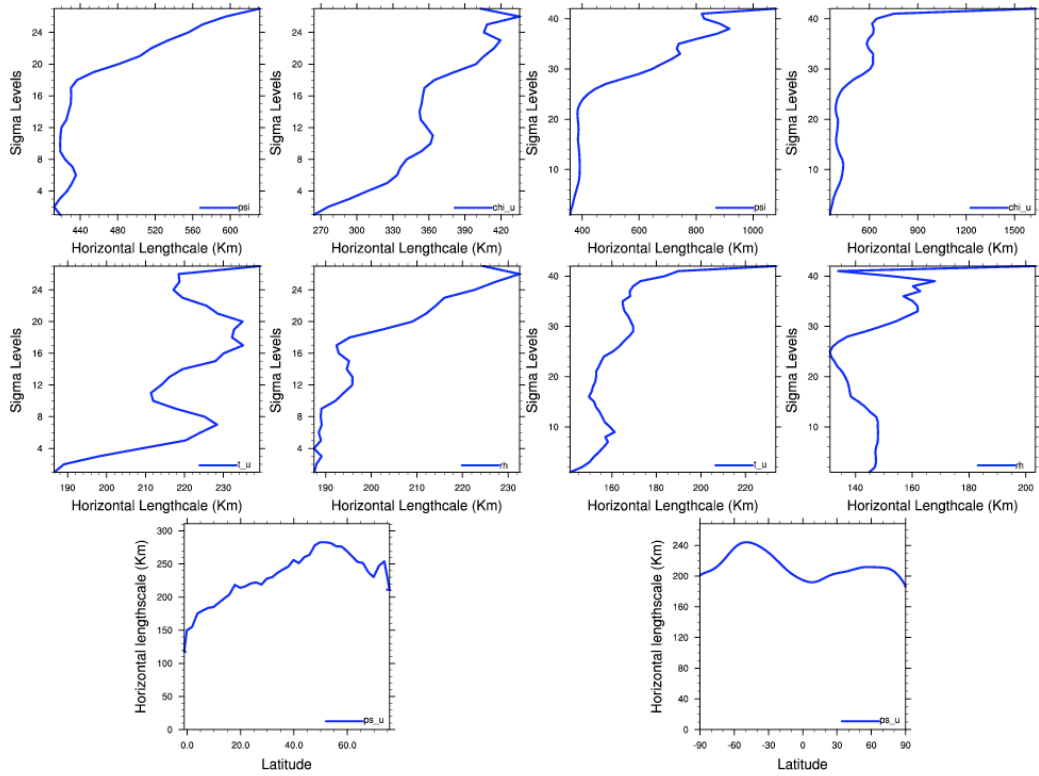 Sigma Levels
24
20
16
12
8
4
psi
440 480 520 560 600
Horizontal Lengthcale (Km)
Sigma Levels
24
20
16
12
8
4
chi_u
270 300 330 360 390 420
Horizontal Lengthcale (Km)
Sigma Levels
40
30
20
10
psi
400 600 800 1000
Horizontal Lengthcale (Km)
Sigma Levels
40
30
20
10
chi_u
600 900 1200 1500
Horizontal Lengthcale (Km)
Sigma Levels
24
20
16
12
8
4
t_u
190 200 210 220 230
Horizontal Lengthcale (Km)
Sigma Levels
24
20
16
12
8
4
rh
190 200 210 220 230
Horizontal Lengthcale (Km)
Sigma Levels
40
30
20
10
t_u
160 180 200 220
Horizontal Lengthcale (Km)
Sigma Levels
40
30
20
10
rh
140 160 180 200
Horizontal Lengthcale (Km)
Horizontal lengthscale (Km)
300
250
200
150
100
50
0
ps_u
0.0 20.0 40.0 60.0
Latitude
Horizontal lengthscale (Km)
240
200
160
120
80
40
0
ps_u
-90 -60 -30 0 30 60 90
Latitude